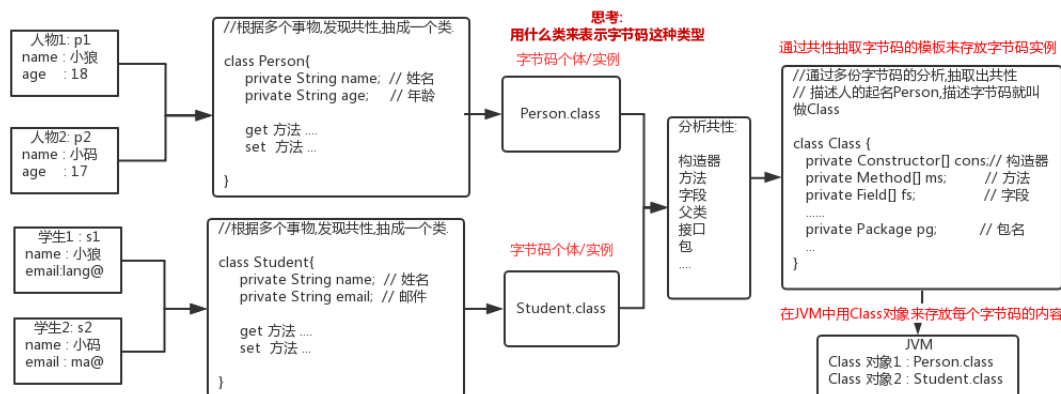 人物1: p1
name : 小狼
age : 18
人物2: p2
name : 小码
age : 17
//根据多个事物,发现共性,抽成一个类.
class Person{
private String name; // 姓名
private String age; // 年龄
get 方法 ....
set 方法 ...
}
学生1 : s1
name : 小狼
email:lang@
学生2: s2
name : 小码
email : ma@
//根据多个事物,发现共性,抽成一个类.
class Student{
private String name; // 姓名
private String email; // 邮件
get 方法 ....
set 方法 ...
}
思考:
用什么类来表示字节码这种类型
字节码个体/实例
Person.class
字节码个体/实例
Student.class
分析共性:
构造器
方法
字段
父类
接口
包
....
通过共性抽取字节码的模板来存放字节码实例
//通过多份字节码的分析,抽取出共性
// 描述人的起名Person,描述字节码就叫
做Class
class Class {
private Constructor[] cons;// 构造器
private Method[] ms; // 方法
private Field[] fs; // 字段
......
private Package pg; // 包名
...
}
在JVM中用Class对象来存放每个字节码的内容
JVM
Class 对象1 : Person.class
Class 对象2 : Student.class